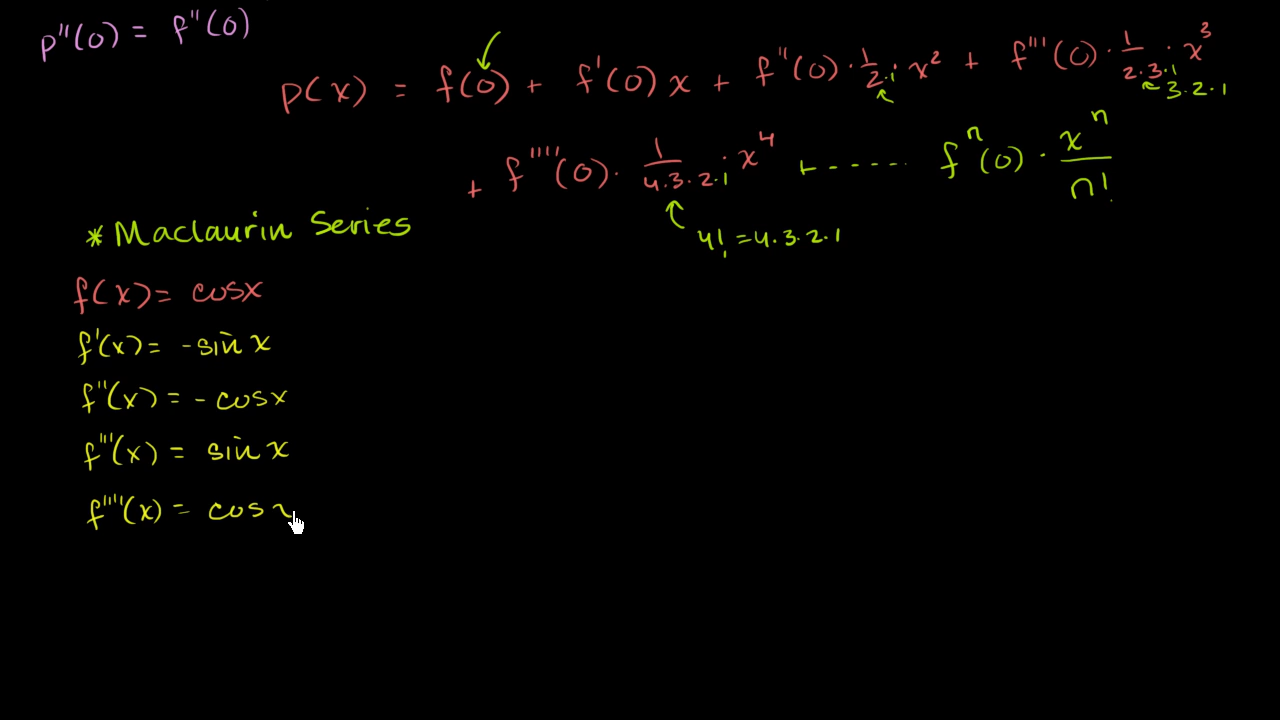 p''(0) = f''(0)
p(x) = f(0) + f'(0)x + f''(0)·1/2·1·x² + f'''(0)·1/2·3·1·x³
3·2·1
+ f''''(0)·1/4·3·2·1 x⁴ + ----- fⁿ(0)·xⁿ/n!
* Maclaurin Series
4! = 4·3·2·1
f(x) = cosx
f'(x) = -sin x
f''(x) = - cosx
f'''(x) = sin x
f''''(x) = cos x